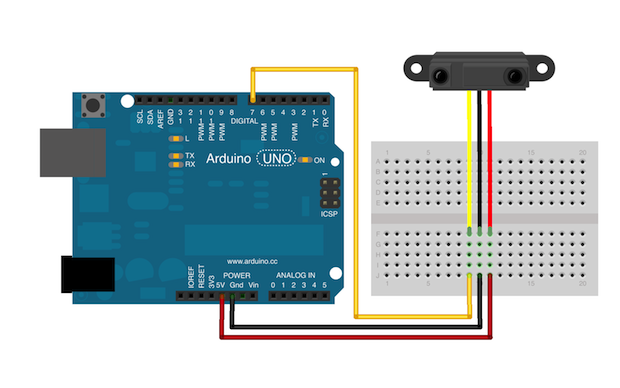 SCL
SDA
AREF
GND
13
12
11
10
9
8
7
6
5
4
3
2
1
0
PWM
PWM
PWM
PWM
PWM
PWM
TX
RX
DIGITAL
L
TX
RX
Arduino UNO
ON
1
ICSP
www.arduino.cc
IOREF
RESET
3V3
5V
Gnd
Vin
POWER
ANALOG IN
0 1 2 3 4 5
1 5 15 20
A
B
C
D
E
F
G
H
I
J
1 5 15 20